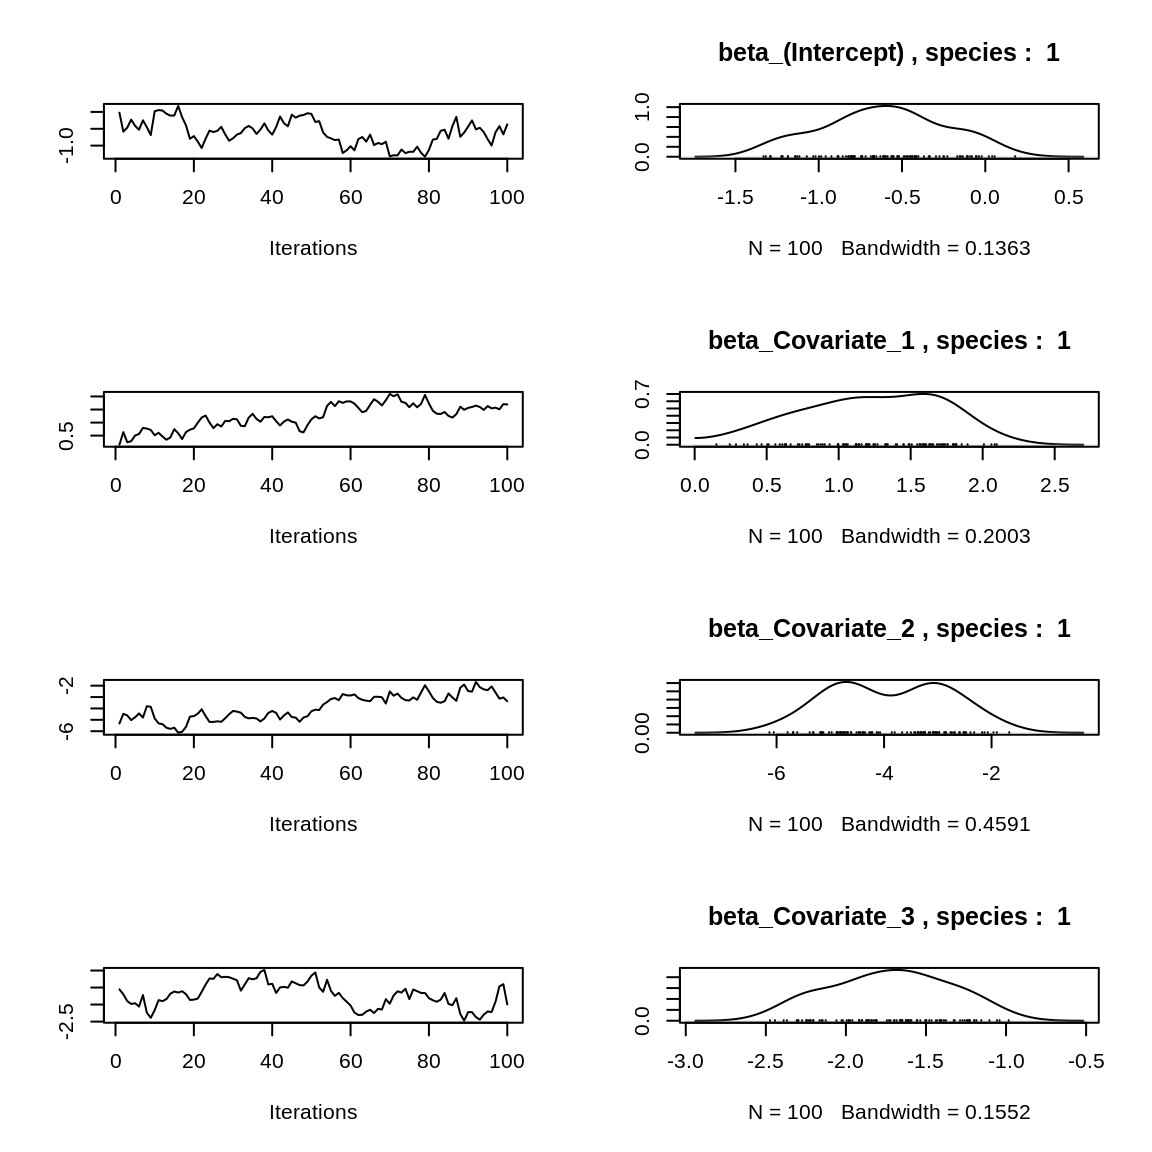 beta_(Intercept) , species :  1
-1.0
0 20 40 60 80 100
Iterations
0.0 1.0
-1.5 -1.0 -0.5 0.0 0.5
N = 100   Bandwidth = 0.1363
beta_Covariate_1 , species :  1
0.5
0 20 40 60 80 100
Iterations
0.0 0.7
0.0 0.5 1.0 1.5 2.0 2.5
N = 100   Bandwidth = 0.2003
beta_Covariate_2 , species :  1
-6 -2
0 20 40 60 80 100
Iterations
0.00
-6 -4 -2
N = 100   Bandwidth = 0.4591
beta_Covariate_3 , species :  1
-2.5
0 20 40 60 80 100
Iterations
0.0
-3.0 -2.5 -2.0 -1.5 -1.0 -0.5
N = 100   Bandwidth = 0.1552